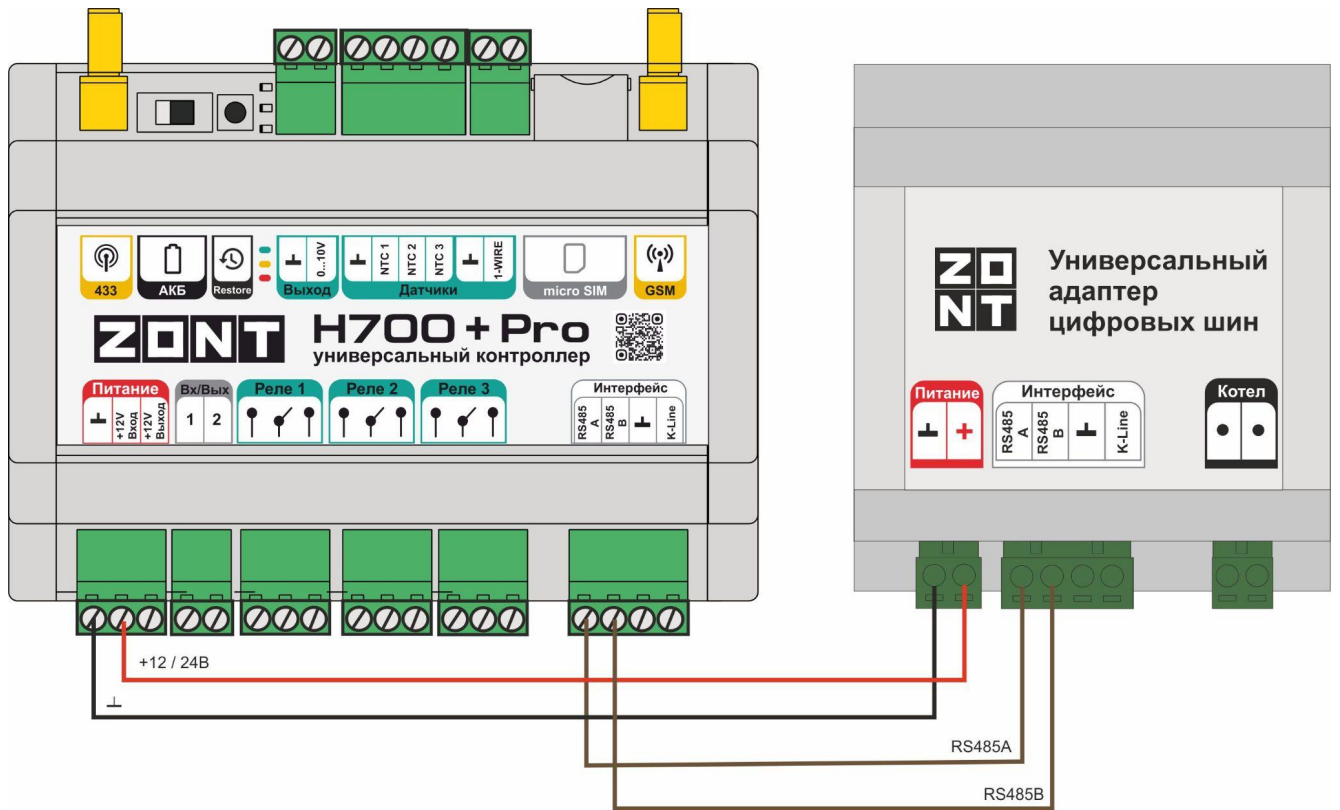 433
АКБ
Restore
0...10V
Выход
NTC 1
NTC 2
NTC 3
1-WIRE
Датчики
micro SIM
GSM
ZONT H700+Pro
универсальный контроллер
Питание
+12V
Вход
+12V
Выход
Вх/Вых
1 2
Реле 1
Реле 2
Реле 3
Интерфейс
RS485
A
RS485
B
K-Line
ZO
NT
Универсальный
адаптер
цифровых шин
Питание
+
Интерфейс
RS485
A
RS485
B
K-Line
Котел
+12 / 24В
RS485A
RS485B